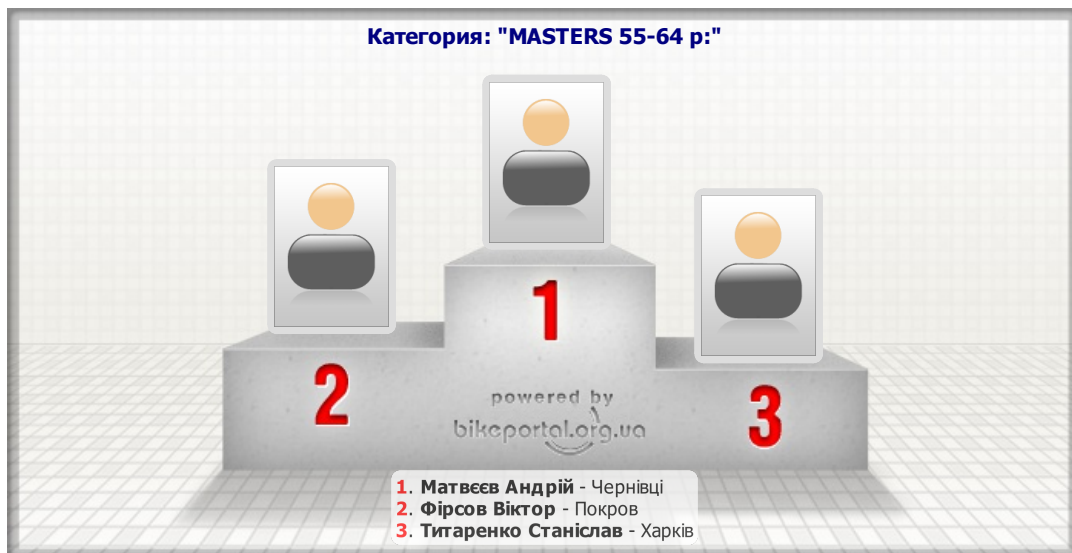 Категория: "MASTERS 55-64 р:"
1
2
3
powered by
bikeportal.org.ua
1. Матвєєв Андрій - Чернівці
2. Фірсов Віктор - Покров
3. Титаренко Станіслав - Харків